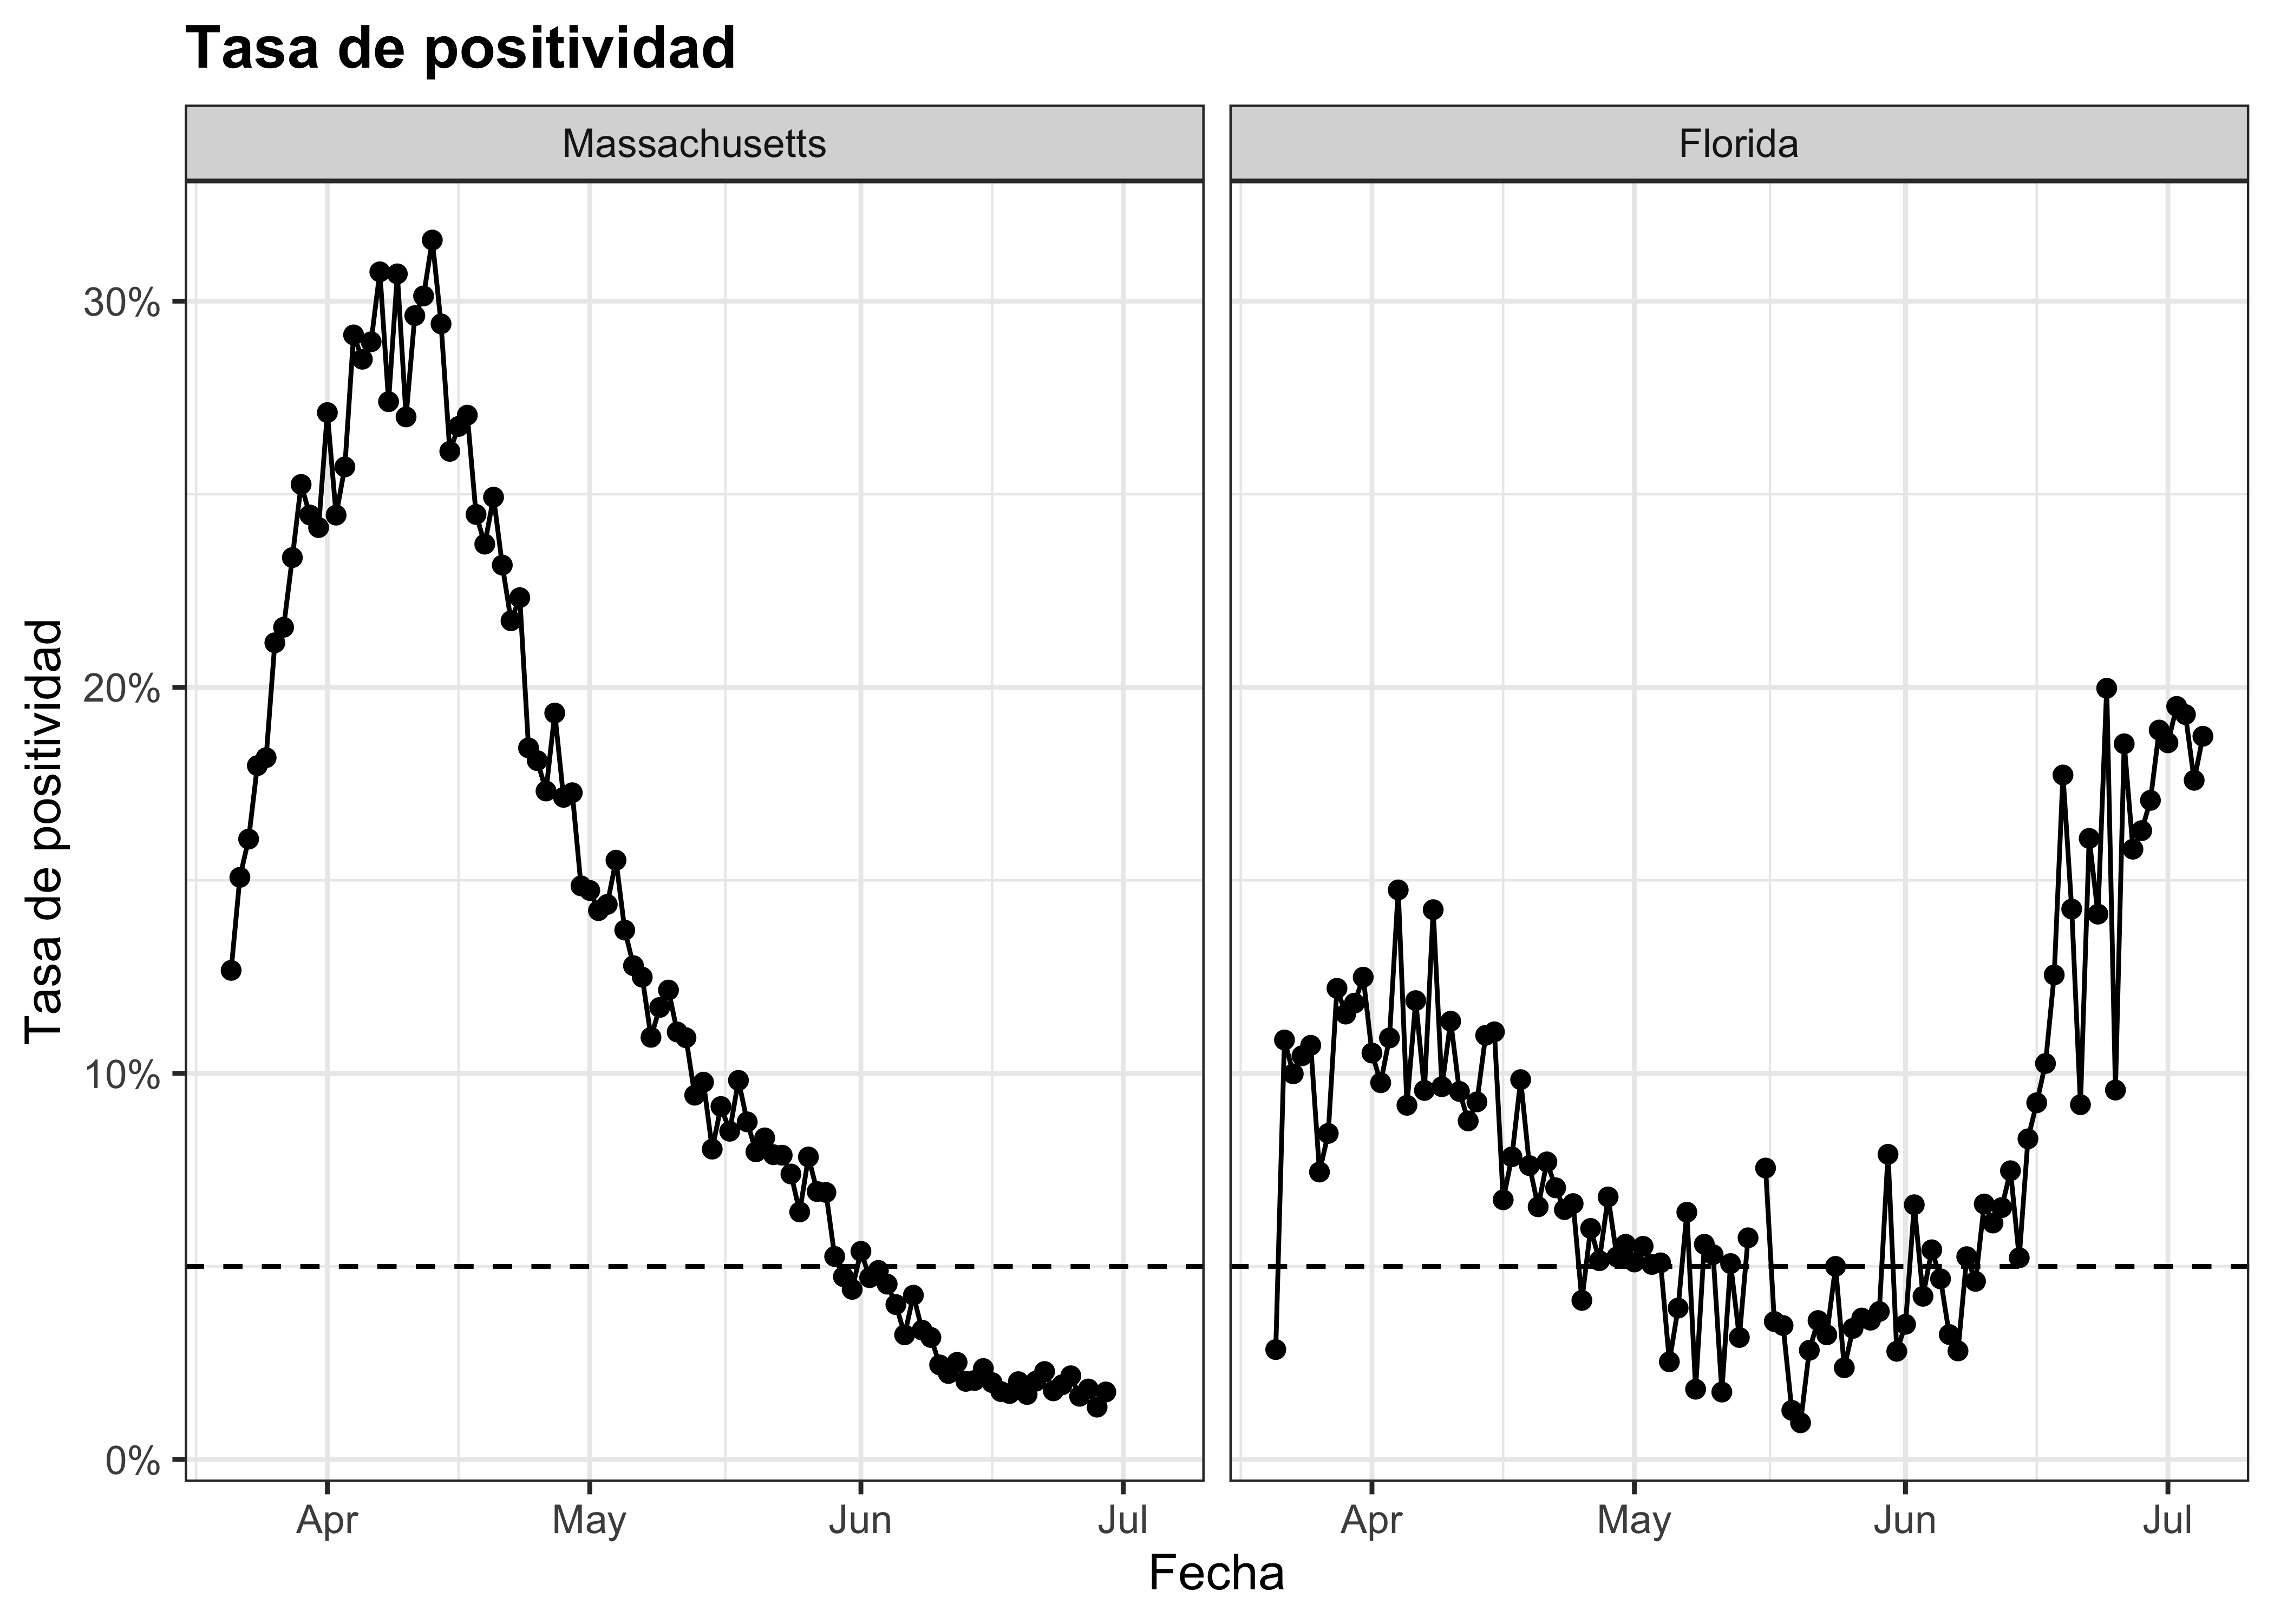 Tasa de positividad
Massachusetts
Florida
Tasa de positividad
30%
20%
10%
0%
Apr
May
Jun
Jul
Apr
May
Jun
Jul
Fecha